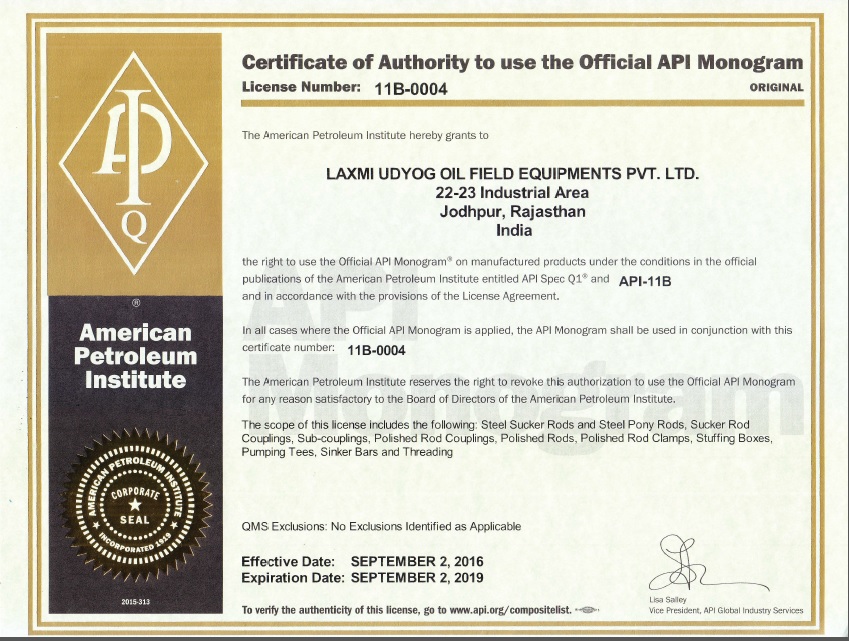 Certificate of Authority to use the Official API Monogram
License Number: 11B-0004
ORIGINAL
The American Petroleum Institute hereby grants to
LAXMI UDYOG OIL FIELD EQUIPMENTS PVT. LTD.
22-23 Industrial Area
Jodhpur, Rajasthan
India
the right to use the Official API Monogram® on manufactured products under the conditions in the official
publications of the American Petroleum Institute entitled API Spec Q1® and API-11B
and in accordance with the provisions of the License Agreement.
In all cases where the Official API Monogram is applied, the API Monogram shall be used in conjunction with this
certificate number: 11B-0004
The American Petroleum Institute reserves the right to revoke this authorization to use the Official API Monogram
for any reason satisfactory to the Board of Directors of the American Petroleum Institute.
The scope of this license includes the following: Steel Sucker Rods and Steel Pony Rods, Sucker Rod
Couplings, Sub-couplings, Polished Rod Couplings, Polished Rods, Polished Rod Clamps, Stuffing Boxes,
Pumping Tees, Sinker Bars and Threading
QMS Exclusions: No Exclusions Identified as Applicable
Effective Date: SEPTEMBER 2, 2016
Expiration Date: SEPTEMBER 2, 2019
To verify the authenticity of this license, go to www.api.org/compositelist.
Lisa Salley
Vice President, API Global Industry Services
API
Q
®
American
Petroleum
Institute
AMERICAN PETROLEUM INSTITUTE
CORPORATE
SEAL
INCORPORATED 1919
2015-313
API
Monogram